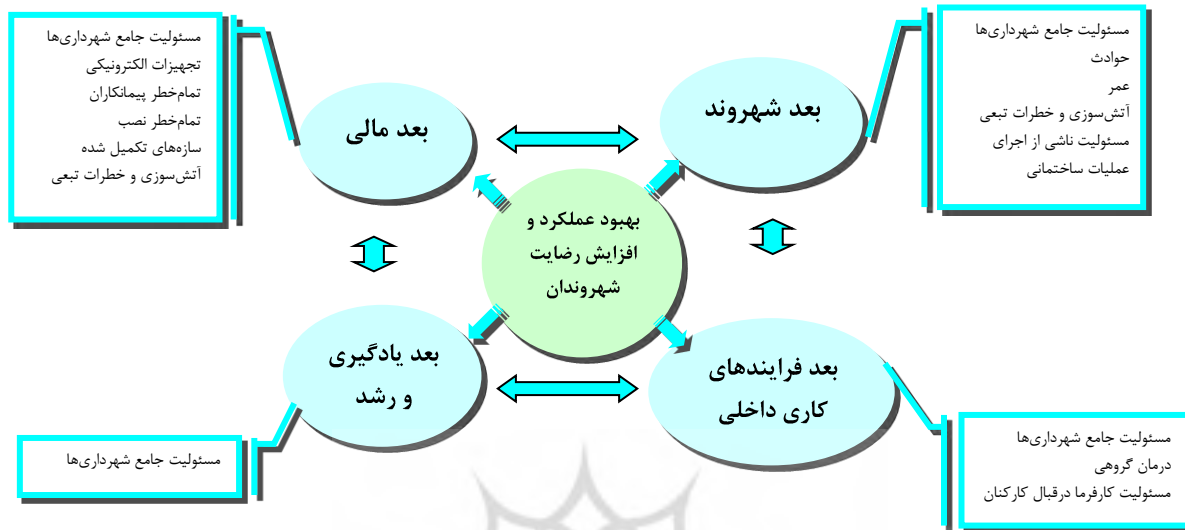 مسئولیت جامع شهرداری‌ها
حوادث
عمر
آتش‌سوزی و خطرات تبعی
مسئولیت ناشی از اجرای
عملیات ساختمانی
بعد شهروند
مسئولیت جامع شهرداری‌ها
تجهیزات الکترونیکی
تمام‌خطر پیمانکاران
تمام‌خطر نصب
سازه‌های تکمیل شده
آتش‌سوزی و خطرات تبعی
بعد مالی
بهبود عملکرد و
افزایش رضایت
شهروندان
بعد فرایندهای
کاری داخلی
بعد یادگیری
و رشد
مسئولیت جامع شهرداری‌ها
درمان گروهی
مسئولیت کارفرما درقبال کارکنان
مسئولیت جامع شهرداری‌ها